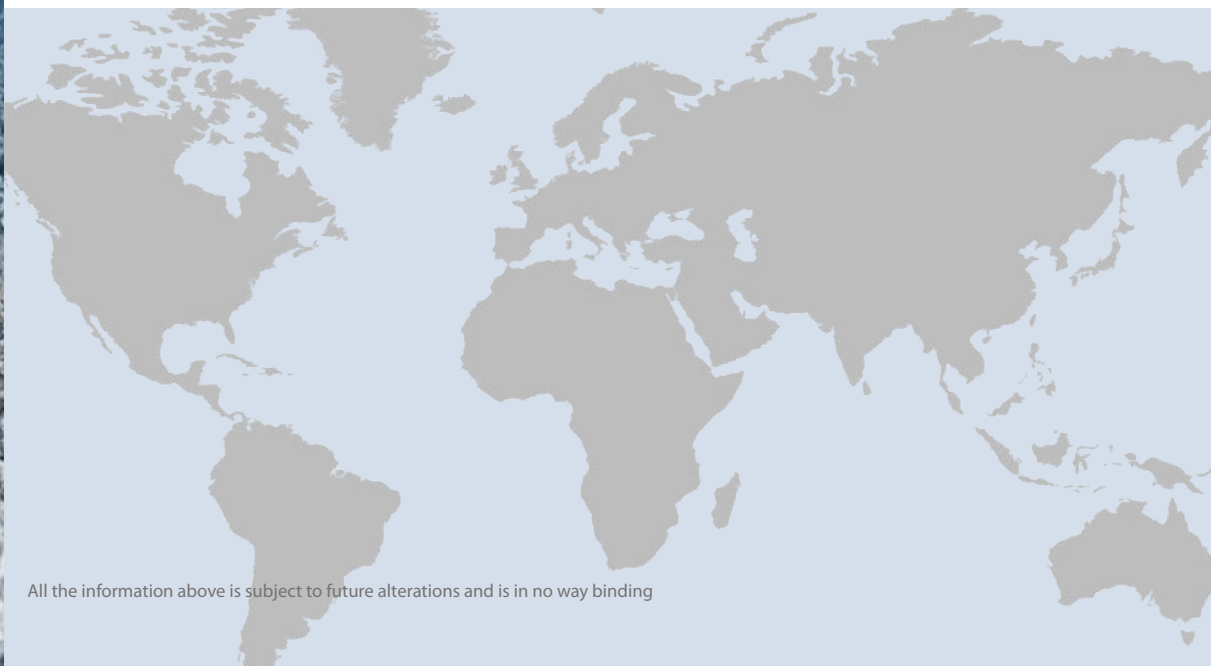 All the information above is subject to future alterations and is in no way binding